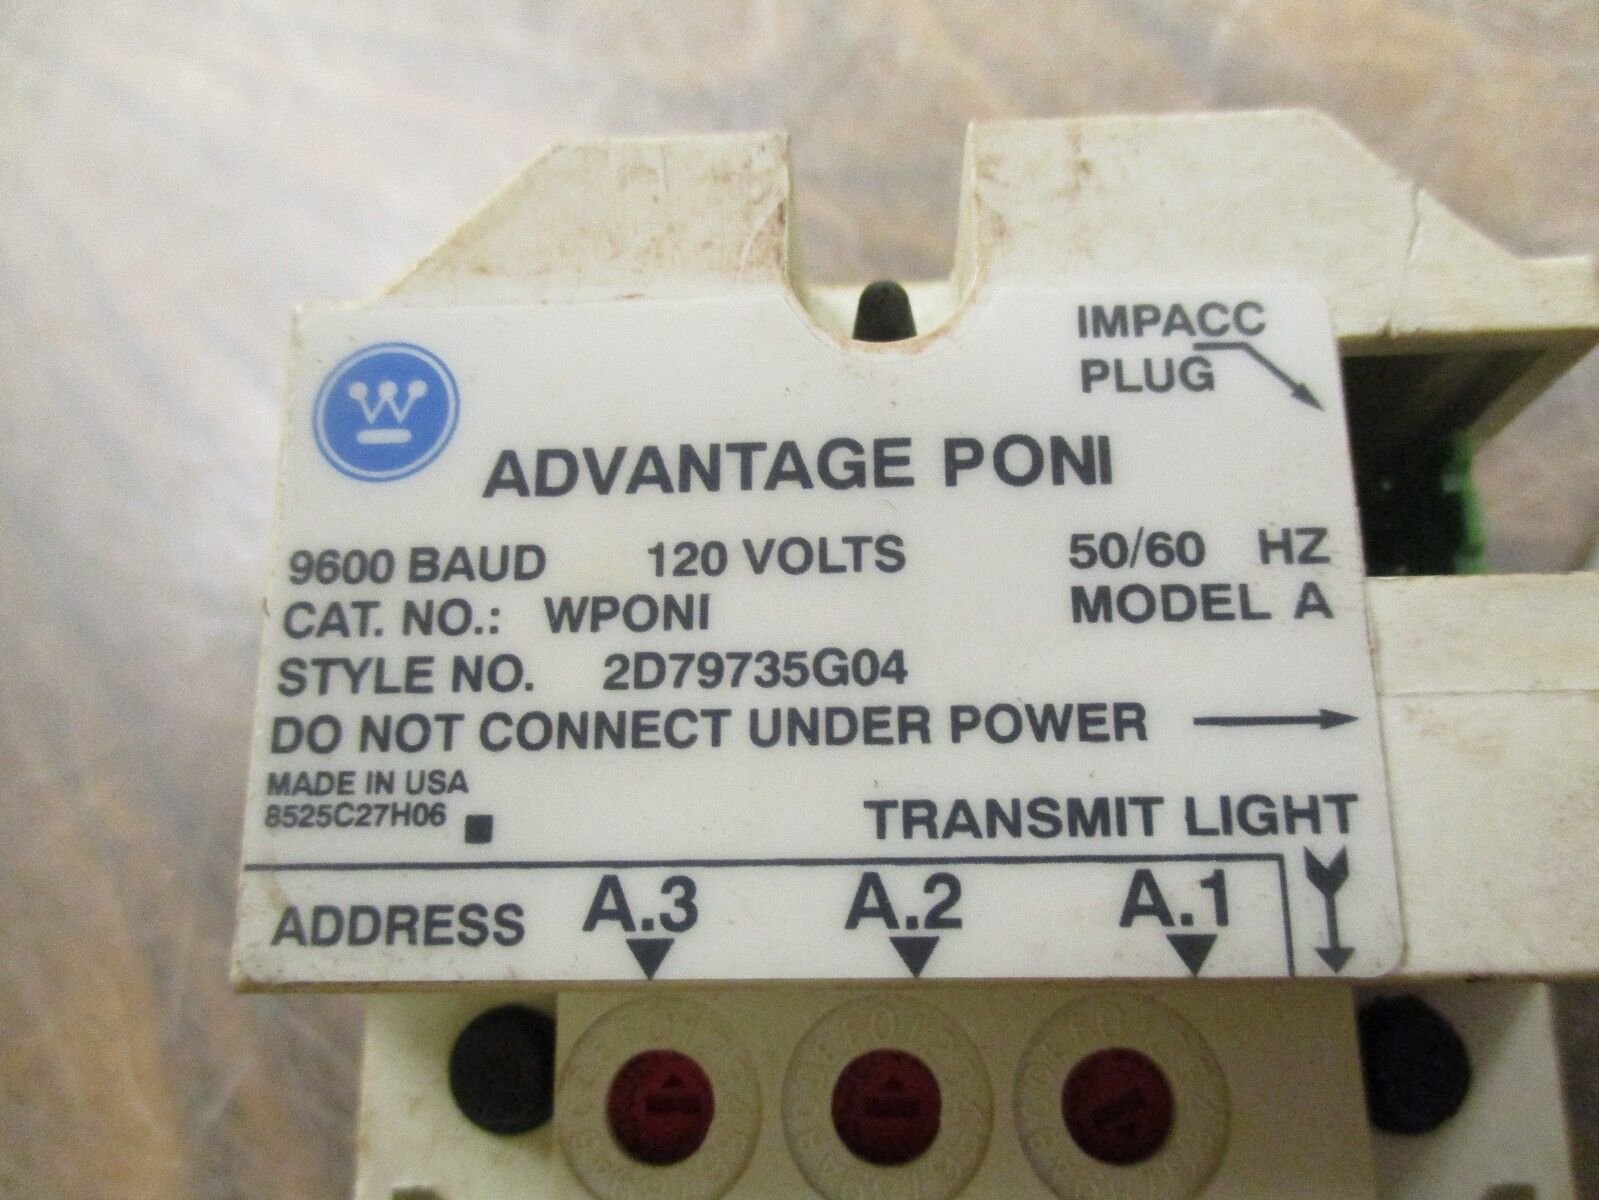 IMPACC
PLUG
W
ADVANTAGE PONI
9600 BAUD 120 VOLTS 50/60 HZ
CAT. NO.: WPONI MODEL A
STYLE NO. 2D79735G04
DO NOT CONNECT UNDER POWER
MADE IN USA
8525C27H06
TRANSMIT LIGHT
ADDRESS A.3 A.2 A.1